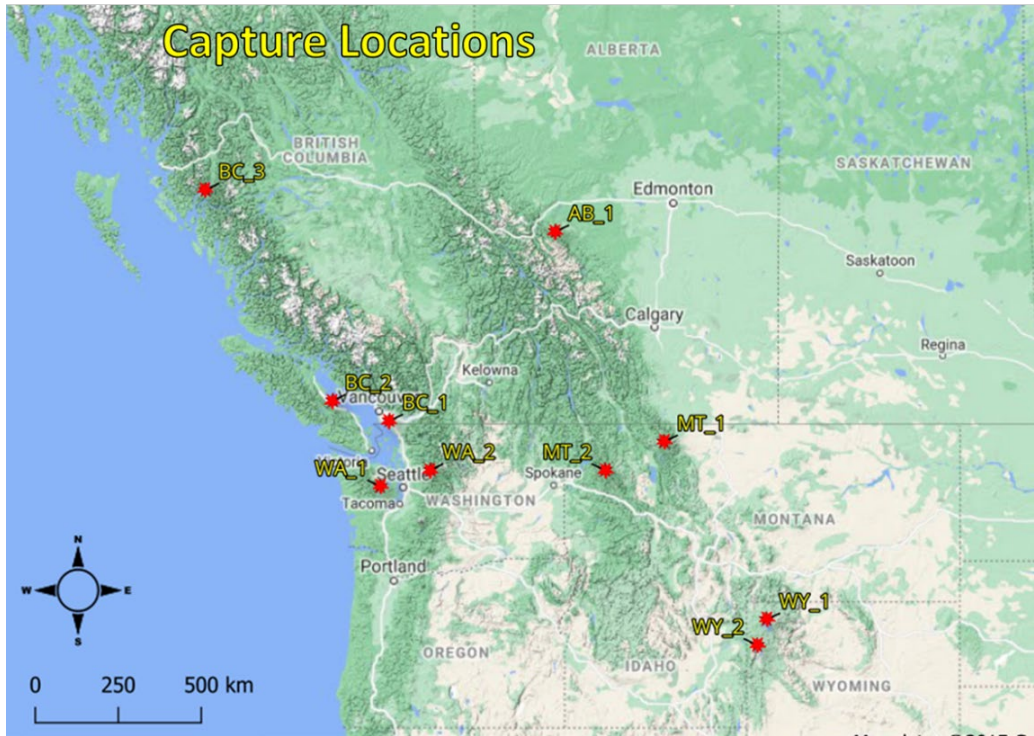 Capture Locations
ALBERTA
BRITISH
COLUMBIA
SASKATCHEWAN
BC_3
Edmonton
AB_1
Saskatoon
Calgary
Regina
Kelowna
BC_2
Vancouv
BC_1
MT_1
WA_2
MT_2
WA_1
Seattle
Spokane
Tacoma
WASHINGTON
MONTANA
N
W
E
S
Portland
WY_1
WY_2
OREGON
IDAHO
WYOMING
0 250 500 km